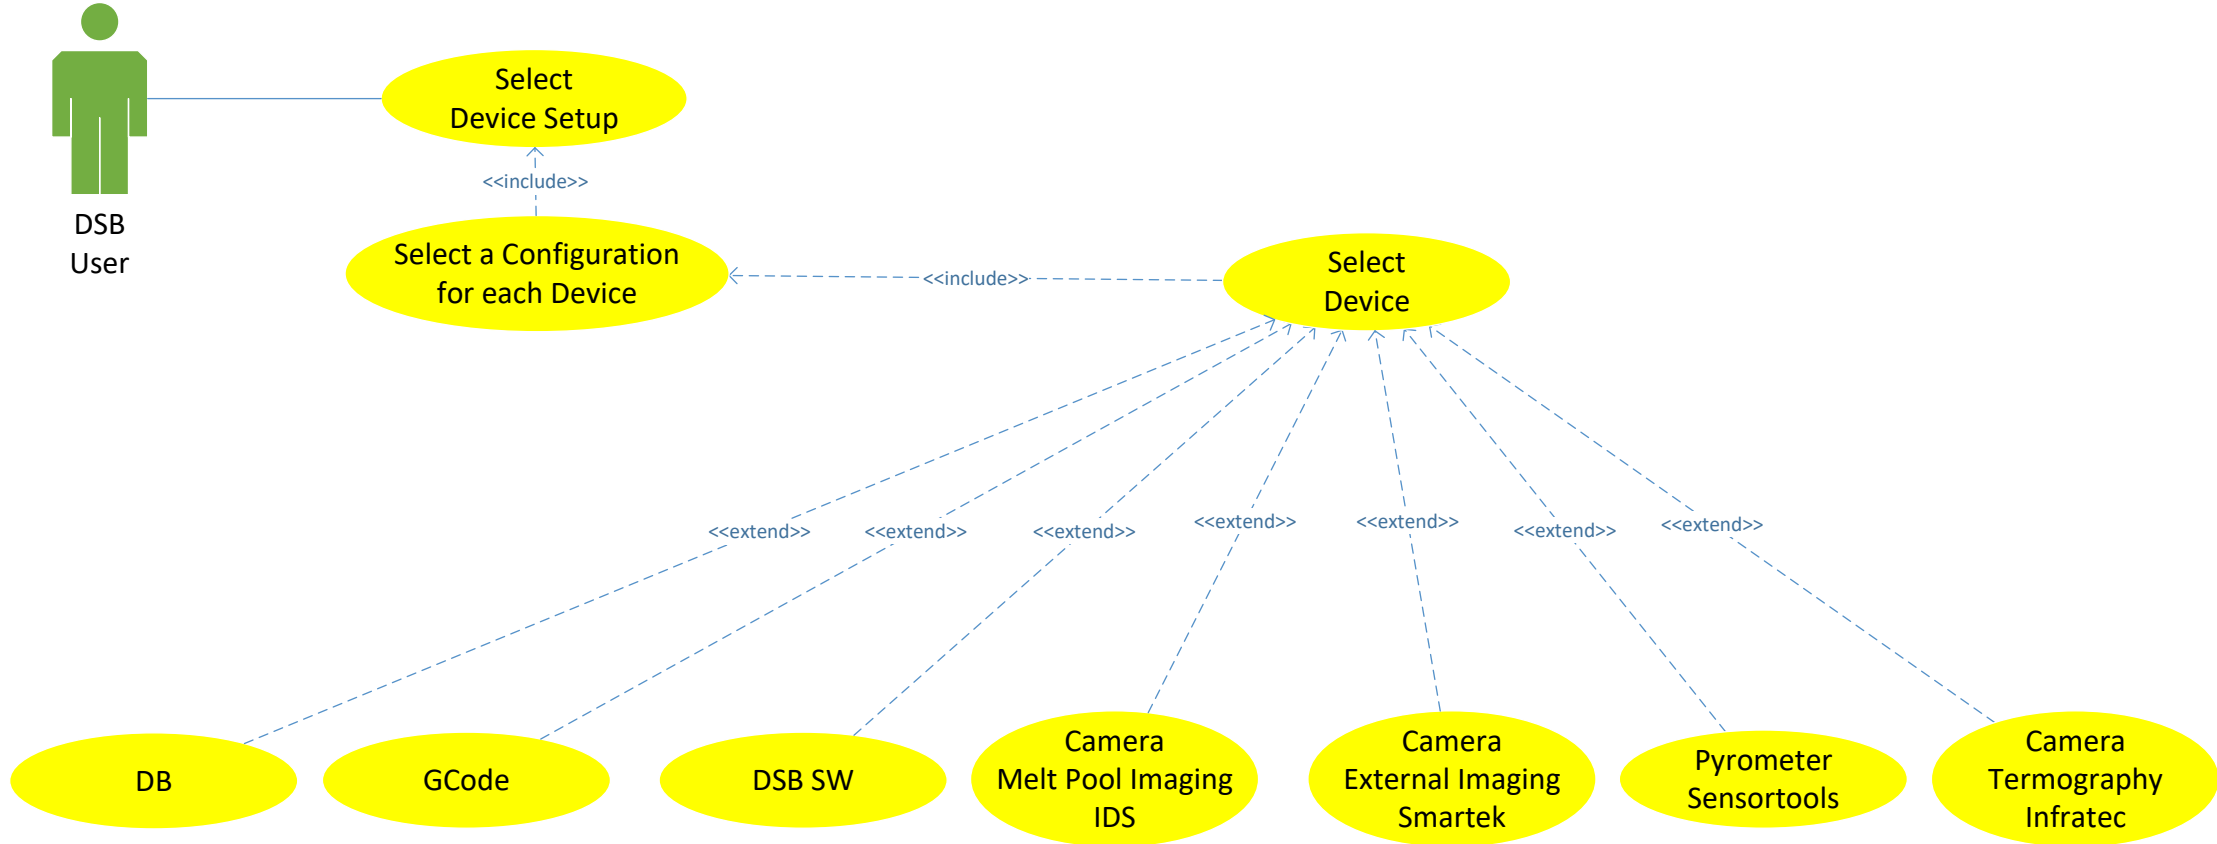 Select
Device Setup
<<include>>
DSB
User
Select a Configuration
for each Device
<<include>>
Select
Device
<<extend>>
<<extend>>
<<extend>>
<<extend>>
<<extend>>
<<extend>>
<<extend>>
DB
GCode
DSB SW
Camera
Melt Pool Imaging
IDS
Camera
External Imaging
Smartek
Pyrometer
Sensortools
Camera
Termography
Infratec